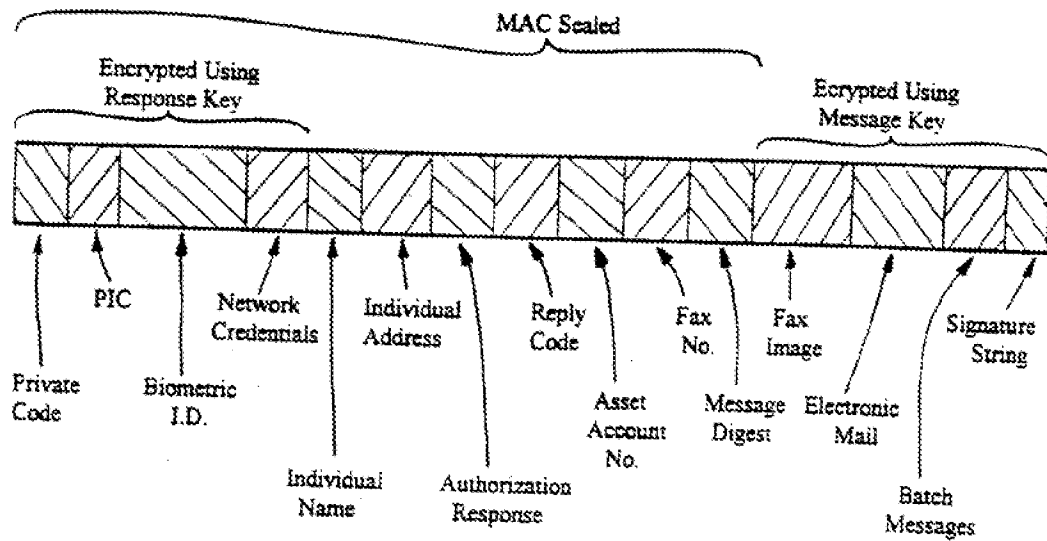 MAC Sealed
Encrypted Using
Response Key
Ecrypted Using
Message Key
Private
Code
PIC
Biometric
I.D.
Network
Credentials
Individual
Name
Individual
Address
Authorization
Response
Reply
Code
Asset
Account
No.
Fax
No.
Message
Digest
Fax
Image
Electronic
Mail
Batch
Messages
Signature
String